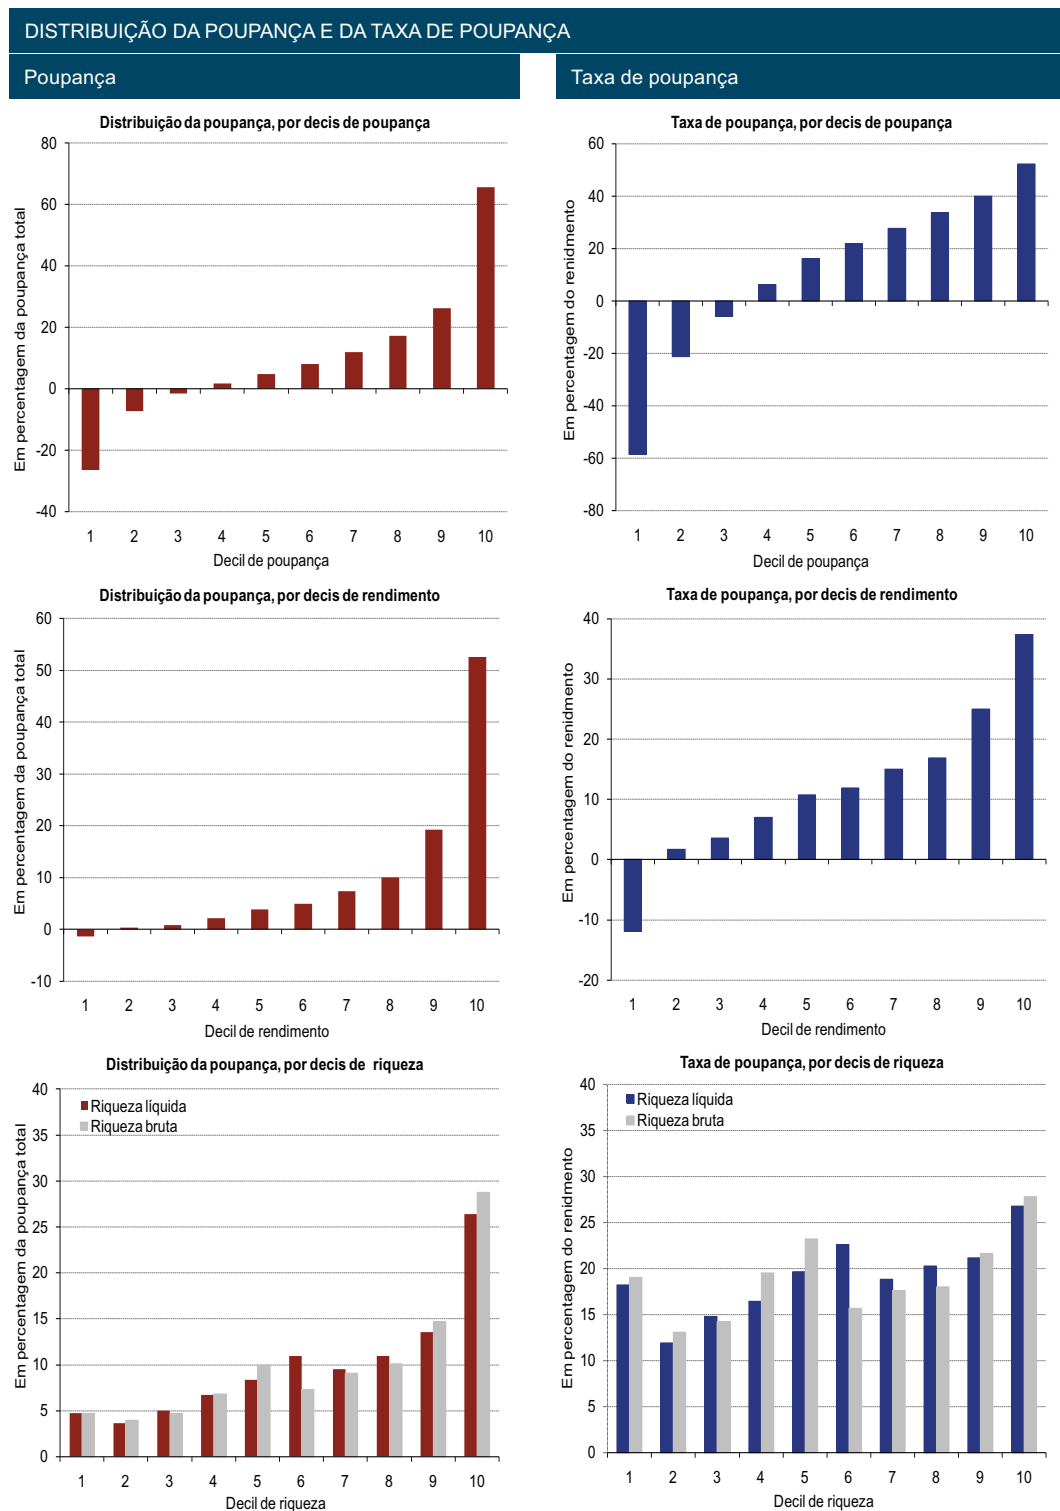 DISTRIBUIÇÃO DA POUPANÇA E DA TAXA DE POUPANÇA
Poupança
Taxa de poupança
Distribuição da poupança, por decis de poupança
Em percentagem da poupança total
80
60
40
20
0
-20
-40
1 2 3 4 5 6 7 8 9 10
Decil de poupança
Taxa de poupança, por decis de poupança
Em percentagem do renidmento
60
40
20
0
-20
-40
-60
-80
1 2 3 4 5 6 7 8 9 10
Decil de poupança
Distribuição da poupança, por decis de rendimento
Em percentagem da poupança total
60
50
40
30
20
10
0
-10
1 2 3 4 5 6 7 8 9 10
Decil de rendimento
Taxa de poupança, por decis de rendimento
Em percentagem do renidmento
40
30
20
10
0
-10
-20
1 2 3 4 5 6 7 8 9 10
Decil de rendimento
Distribuição da poupança, por decis de riqueza
Em percentagem da poupança total
40
35
30
25
20
15
10
5
0
Riqueza líquida
Riqueza bruta
1 2 3 4 5 6 7 8 9 10
Decil de riqueza
Taxa de poupança, por decis de riqueza
Em percentagem do renidmento
40
35
30
25
20
15
10
5
0
Riqueza líquida
Riqueza bruta
1 2 3 4 5 6 7 8 9 10
Decil de riqueza